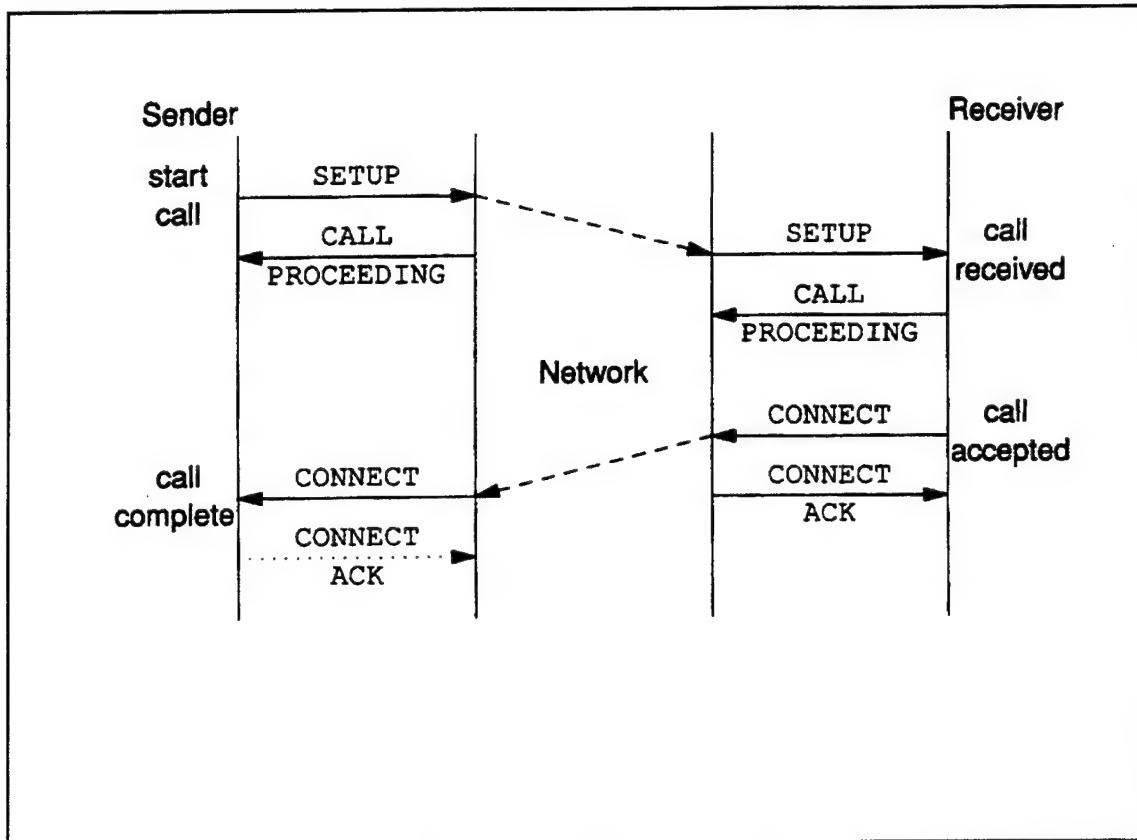 Sender
Receiver
start
call
SETUP
CALL
PROCEEDING
SETUP
call
received
CALL
PROCEEDING
Network
CONNECT
call
accepted
call
complete
CONNECT
CONNECT
ACK
CONNECT
ACK